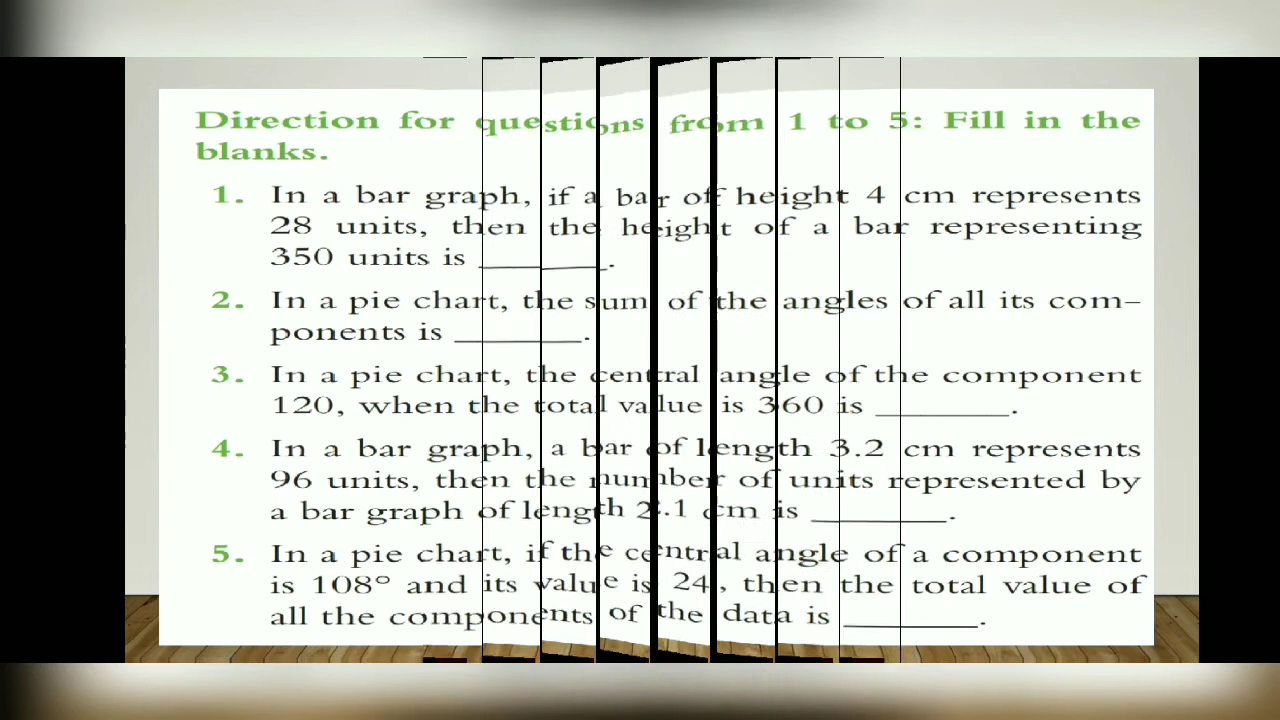 Direction for questions from 1 to 5: Fill in the
blanks.
1. In a bar graph, if a bar of height 4 cm represents
28 units, then the height of a bar representing
350 units is ________.
2. In a pie chart, the sum of the angles of all its com-
ponents is ________.
3. In a pie chart, the central angle of the component
120, when the total value is 360 is ________.
4. In a bar graph, a bar of length 3.2 cm represents
96 units, then the number of units represented by
a bar graph of length 2.1 cm is ________.
5. In a pie chart, if the central angle of a component
is 108° and its value is 24, then the total value of
all the components of the data is ________.